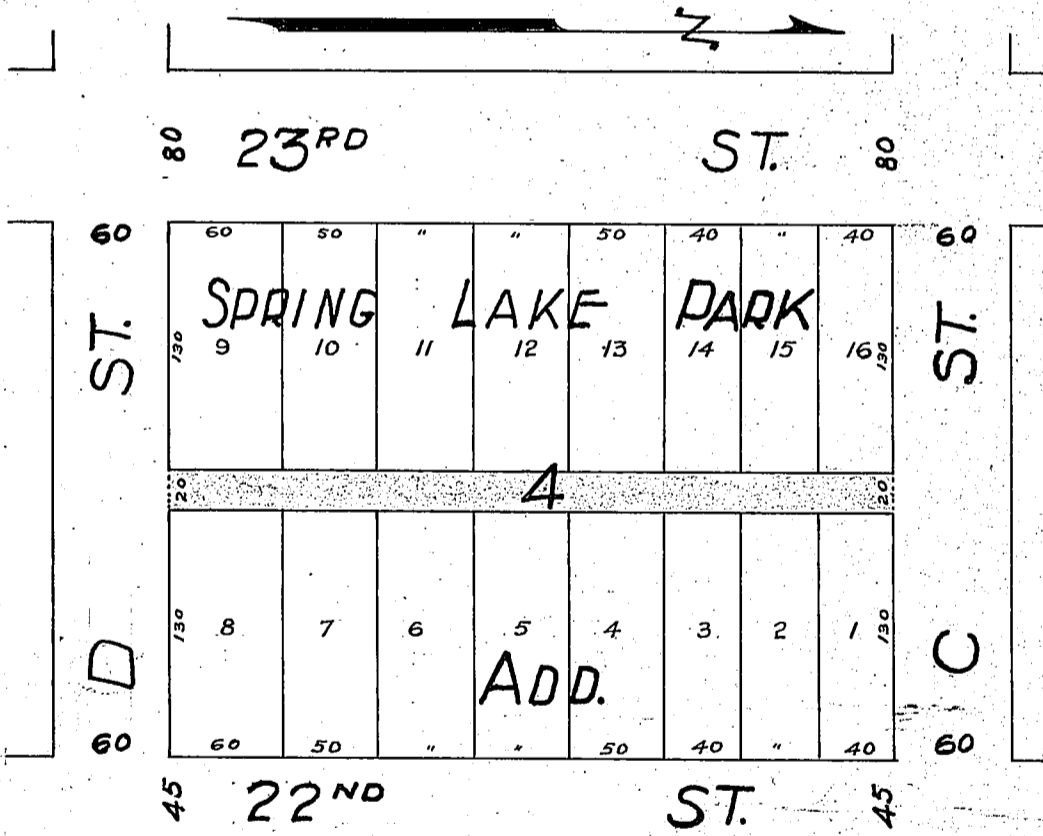 N
80 23RD ST. 80
60 60 50 " " 50 40 " 40 60
SPRING LAKE PARK
ST. ST.
130 9 10 11 12 13 14 15 16 130
20 4 20
130 8 7 6 5 4 3 2 1 130
D ADD. C
60 60 50 " " 50 40 " 40 60
45 22ND ST. 45